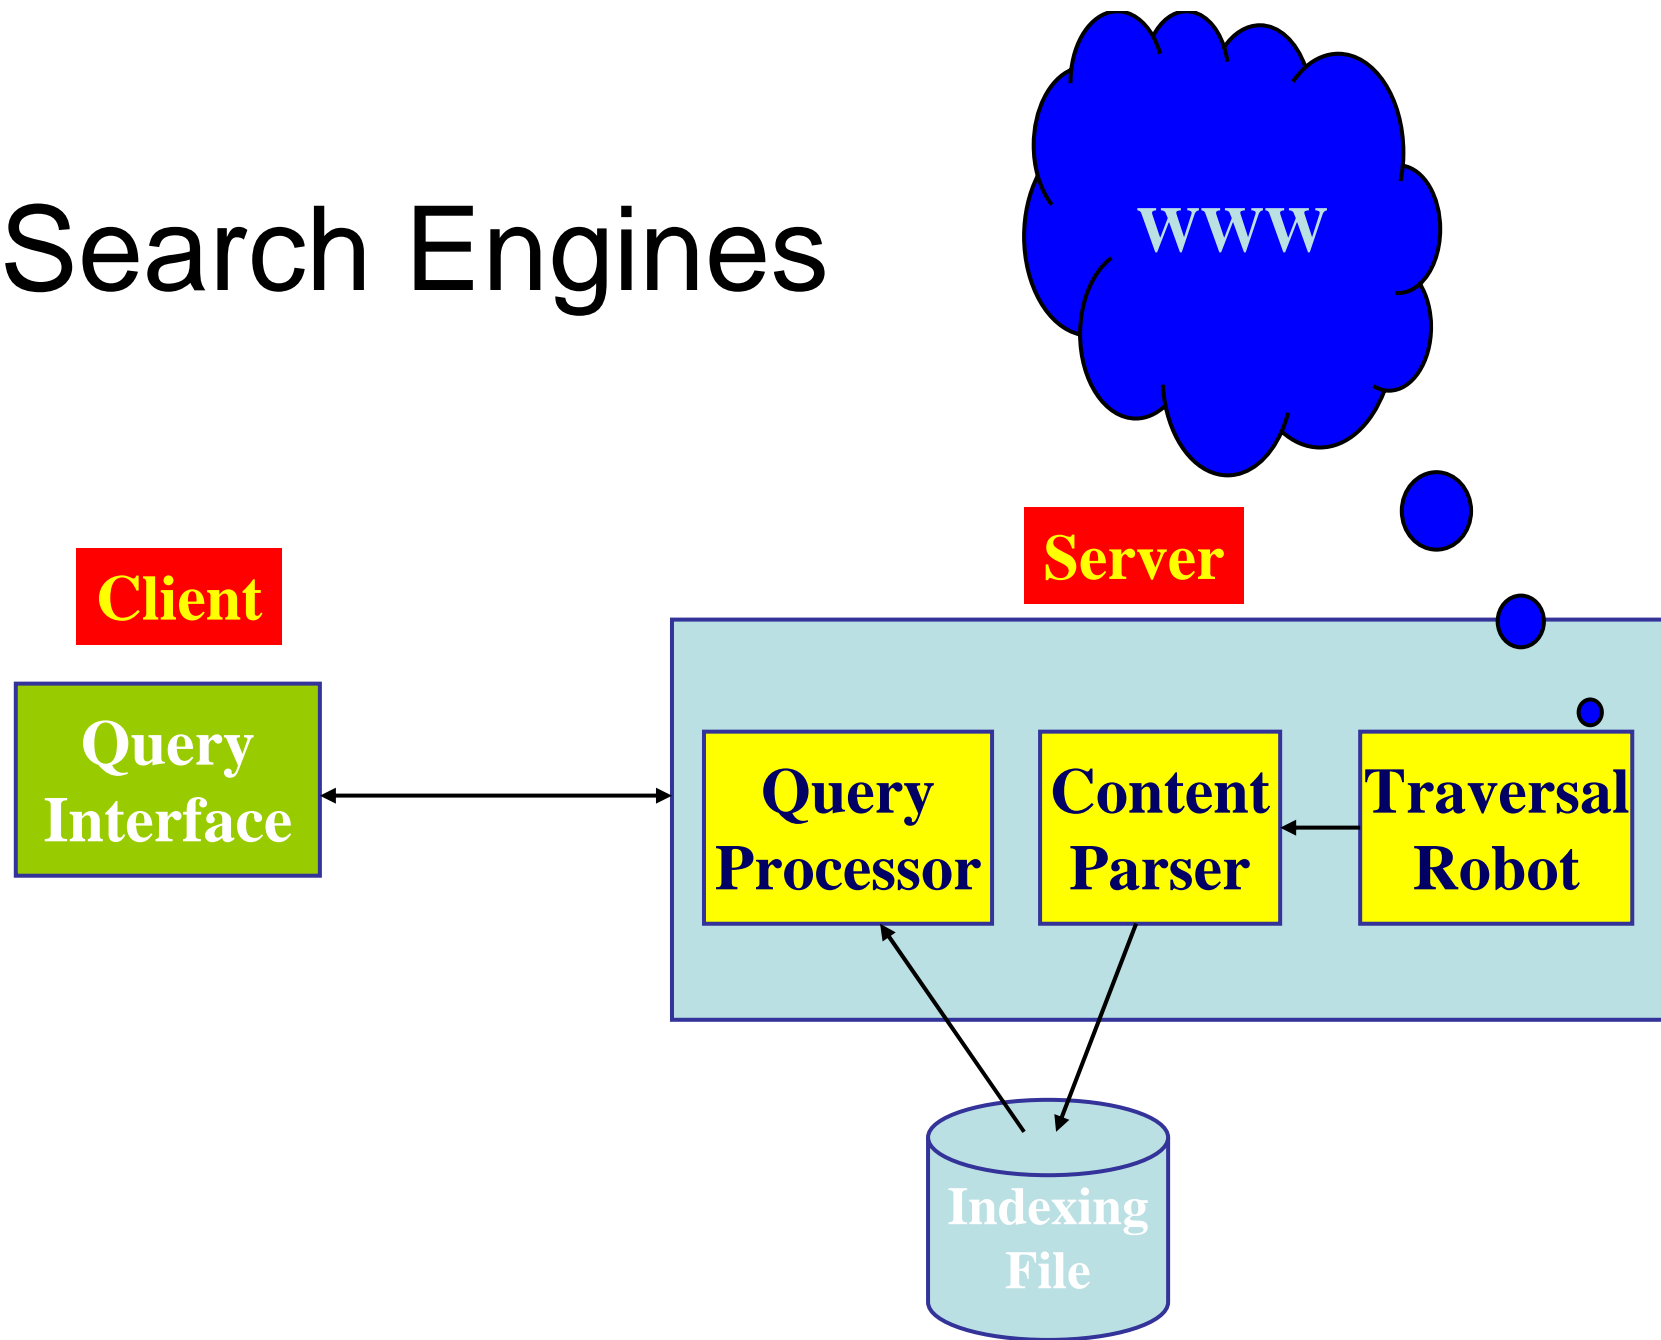 Search Engines
www
Client
Server
Query
Interface
Query
Processor
Content
Parser
Traversal
Robot
Indexing
File